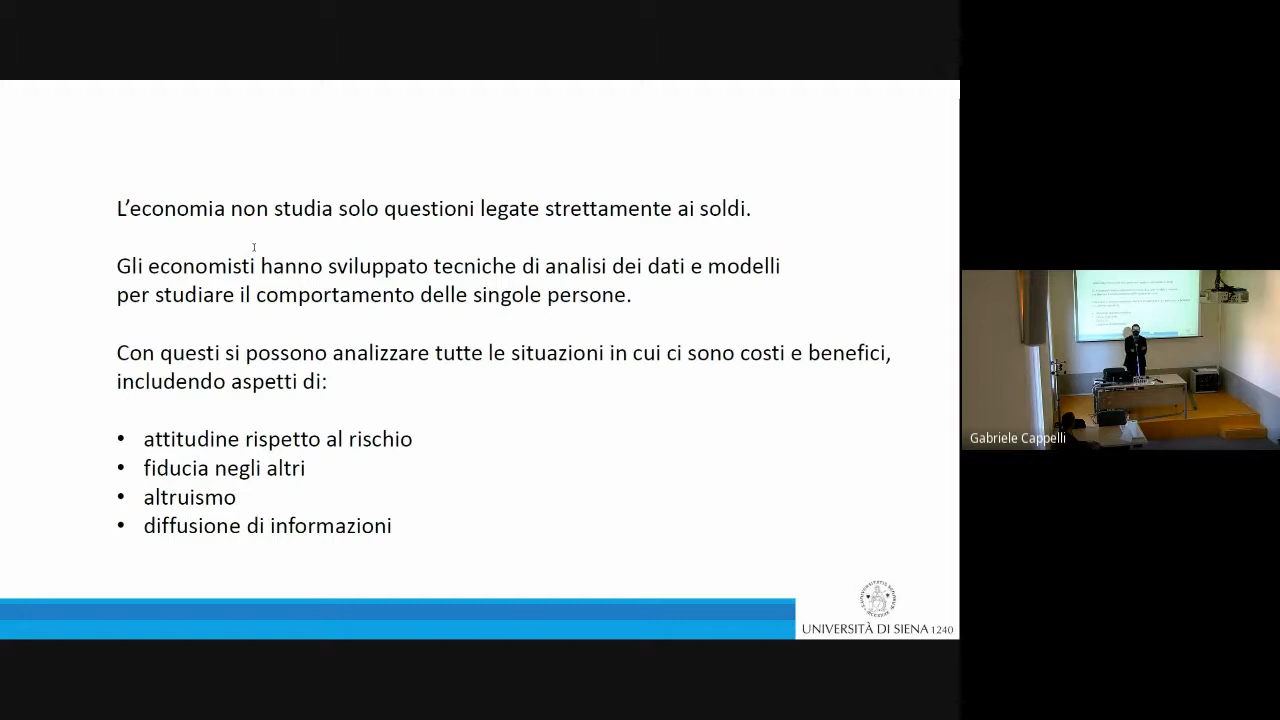 L’economia non studia solo questioni legate strettamente ai soldi.
Gli economisti hanno sviluppato tecniche di analisi dei dati e modelli
per studiare il comportamento delle singole persone.
Con questi si possono analizzare tutte le situazioni in cui ci sono costi e benefici,
includendo aspetti di:
• attitudine rispetto al rischio
• fiducia negli altri
• altruismo
• diffusione di informazioni
UNIVERSITÀ DI SIENA 1240
Gabriele Cappelli